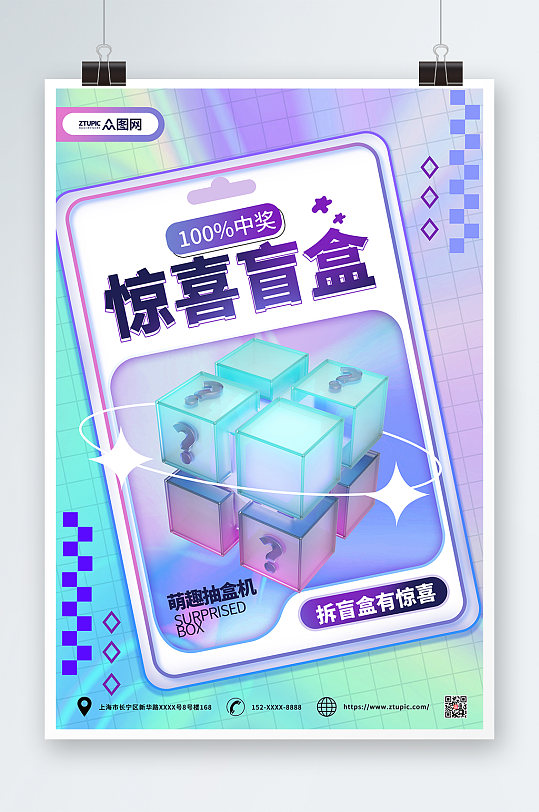 ZTUPIC 众图网
100%中奖
惊喜盲盒
?
?
?
?
萌趣抽盒机
SURPRISED
BOX
拆盲盒有惊喜
上海市长宁区新华路XXXX号8号楼168
152-XXXX-8888
www.ztupic.com